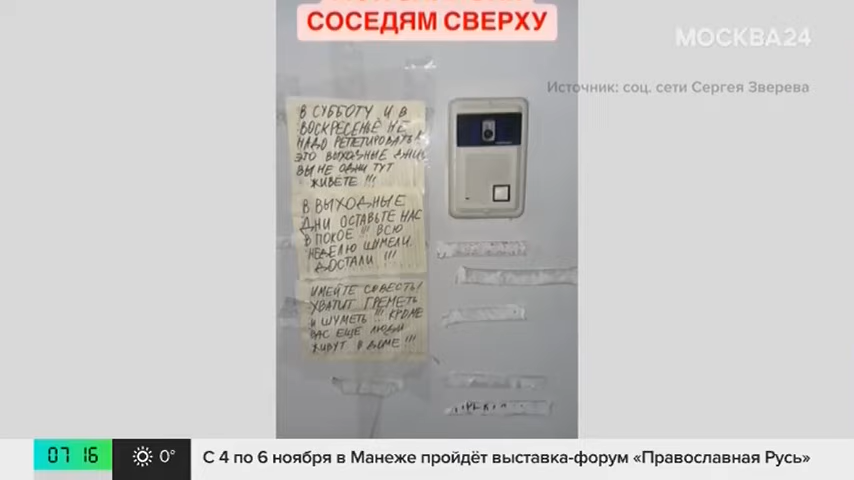 СОСЕДЯМ СВЕРХУ
МОСКВА24
Источник: соц. сети Сергея Зверева
В СУББОТУ И В
ВОСКРЕСЕНЬЕ НЕ
НАДО РЕПЕТИРОВАТЬ
ЭТО ВЫХОДНЫЕ ДНИ
ВЫ НЕ ОДНИ ТУТ
ЖИВЁТЕ !!!
В ВЫХОДНЫЕ
ДНИ ОСТАВЬТЕ НАС
В ПОКОЕ !!! ВСЮ
НЕДЕЛЮ ШУМЕЛИ.
ДОСТАЛИ !!!
ИМЕЙТЕ СОВЕСТЬ!
ХВАТИТ ГРЕМЕТЬ
И ШУМЕТЬ !!! КРОМЕ
ВАС ЕЩЕ ЛЮДИ
ЖИВУТ В ДОМЕ !!!
07 16
0°
С 4 по 6 ноября в Манеже пройдёт выставка-форум «Православная Русь»